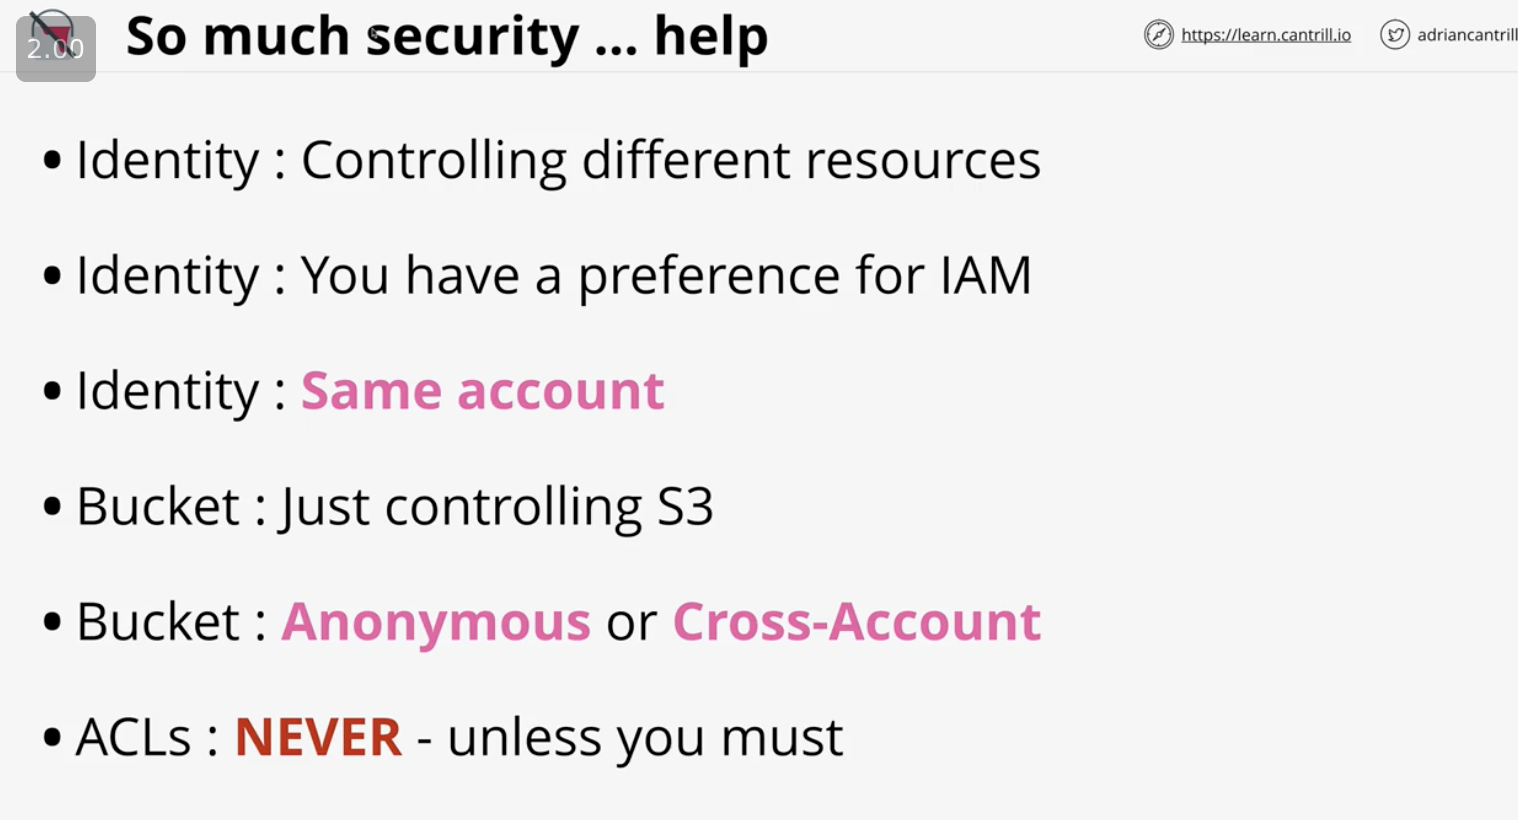 2.00
So much security ... help
https://learn.cantrill.io
adriancantrill
• Identity : Controlling different resources
• Identity : You have a preference for IAM
• Identity : Same account
• Bucket : Just controlling S3
• Bucket : Anonymous or Cross-Account
• ACLs : NEVER - unless you must